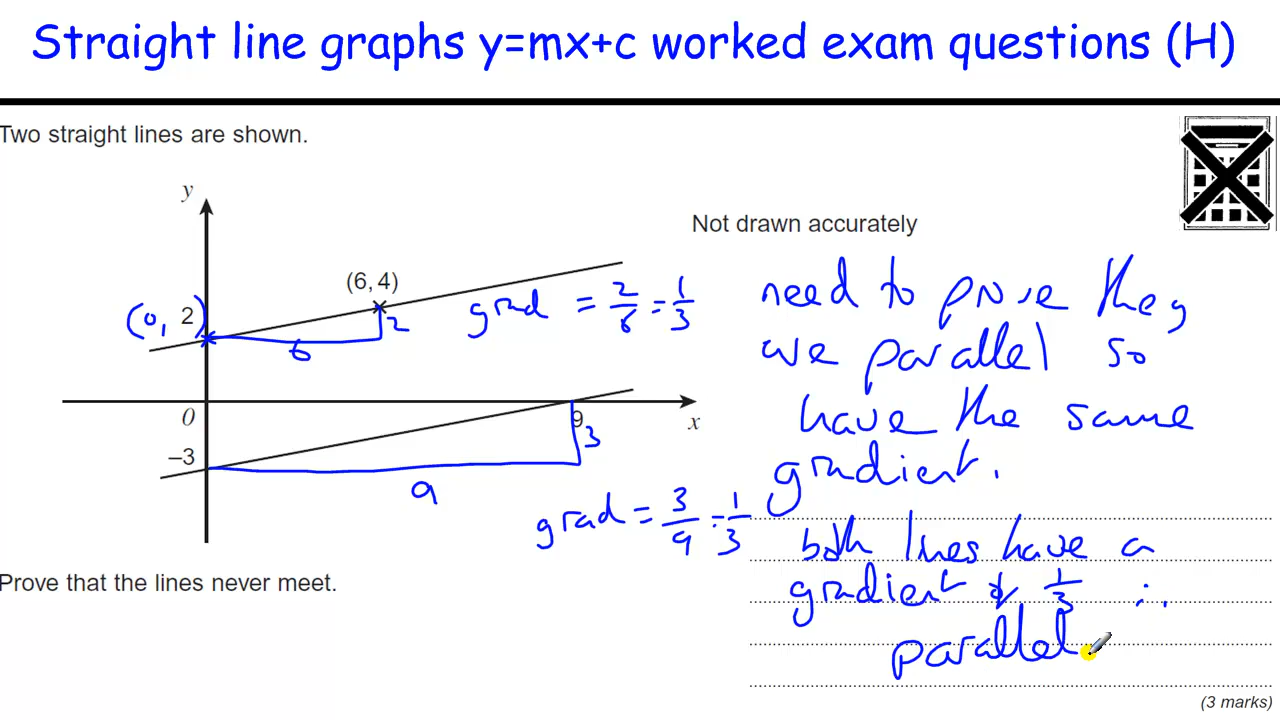 Straight line graphs y=mx+c worked exam questions (H)
Two straight lines are shown.
y
Not drawn accurately
(6, 4)
(0, 2)
2
6
grad = 2/6 = 1/3
need to prove they
are parallel so
have the same
gradient.
0
9
x
-3
3
9
grad = 3/9 = 1/3
both lines have a
gradient of 1/3 ∴
parallel
Prove that the lines never meet.
(3 marks)